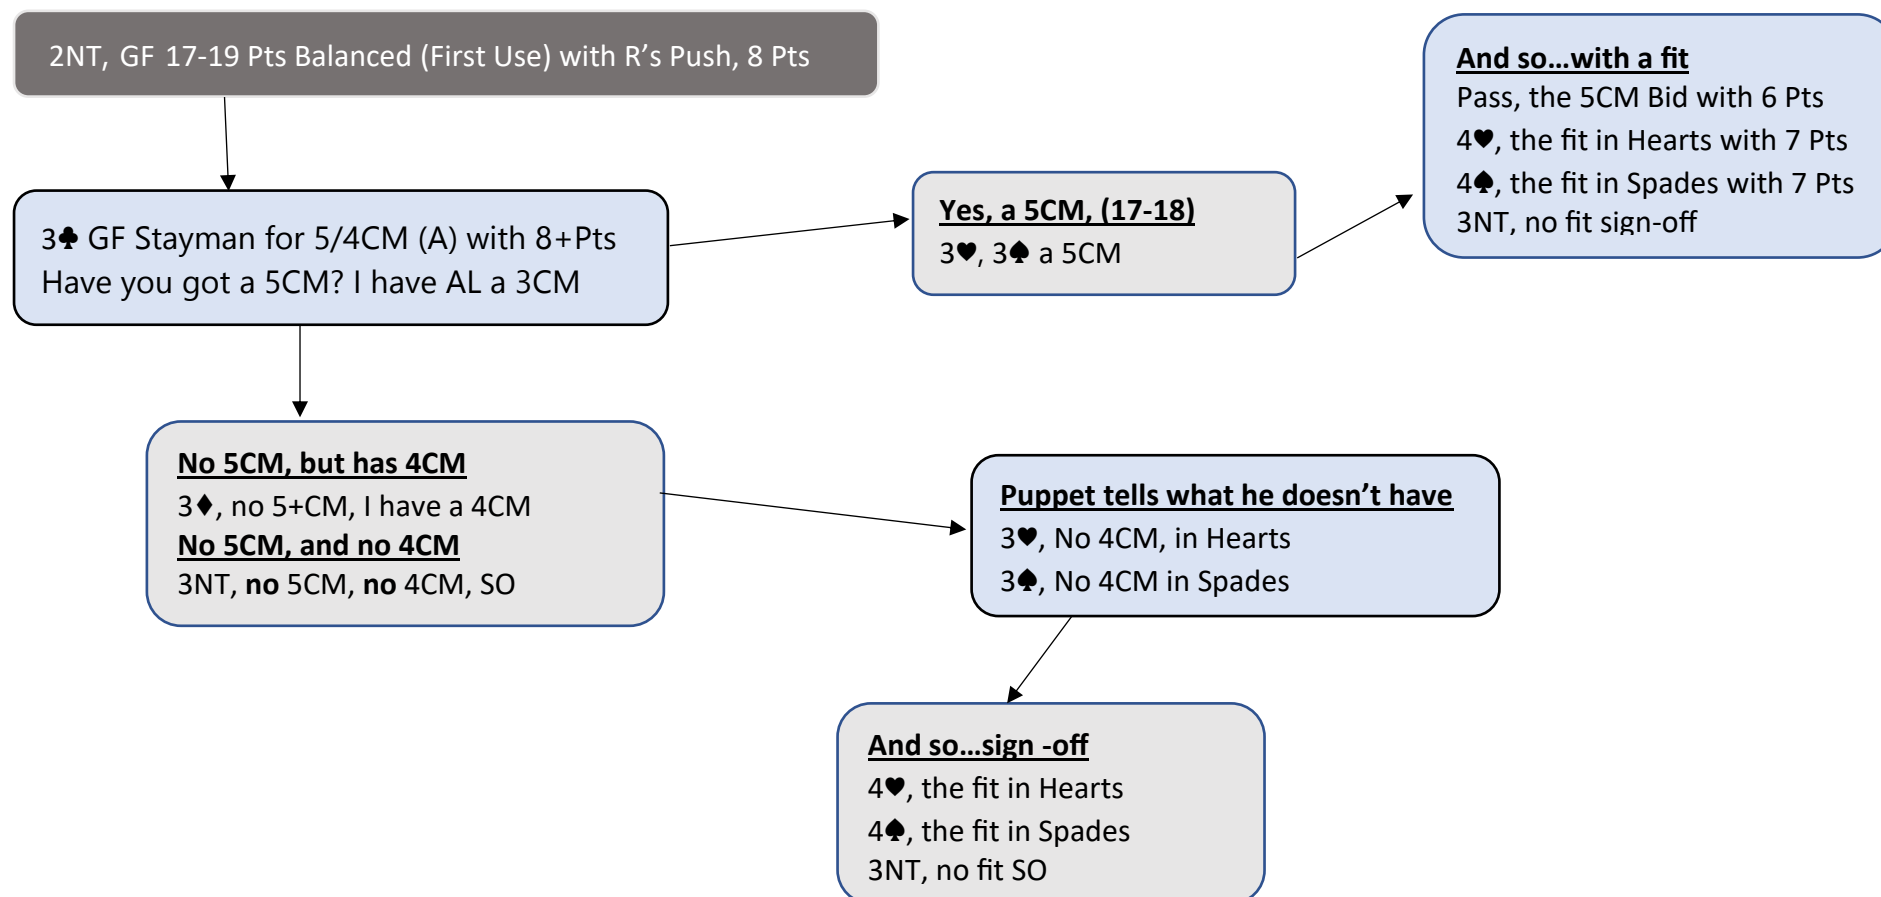 2NT, GF 17-19 Pts Balanced (First Use) with R's Push, 8 Pts
3♣ GF Stayman for 5/4CM (A) with 8+Pts
Have you got a 5CM? I have AL a 3CM
Yes, a 5CM, (17-18)
3♥, 3♠ a 5CM
And so...with a fit
Pass, the 5CM Bid with 6 Pts
4♥, the fit in Hearts with 7 Pts
4♠, the fit in Spades with 7 Pts
3NT, no fit sign-off
No 5CM, but has 4CM
3♦, no 5+CM, I have a 4CM
No 5CM, and no 4CM
3NT, no 5CM, no 4CM, SO
Puppet tells what he doesn't have
3♥, No 4CM, in Hearts
3♠, No 4CM in Spades
And so...sign -off
4♥, the fit in Hearts
4♠, the fit in Spades
3NT, no fit SO